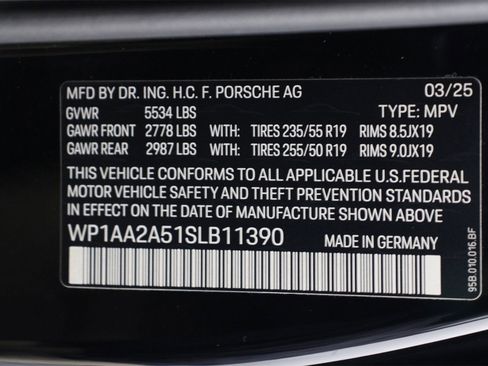 MFD BY DR. ING. H.C. F. PORSCHE AG 03/25
GVWR 5534 LBS TYPE: MPV
GAWR FRONT 2778 LBS WITH: TIRES 235/55 R19 RIMS 8.5JX19
GAWR REAR 2987 LBS WITH: TIRES 255/50 R19 RIMS 9.0JX19
THIS VEHICLE CONFORMS TO ALL APPLICABLE U.S.FEDERAL
MOTOR VEHICLE SAFETY AND THEFT PREVENTION STANDARDS
IN EFFECT ON THE DATE OF MANUFACTURE SHOWN ABOVE
WP1AA2A51SLB11390 MADE IN GERMANY
95B.010.016.BF